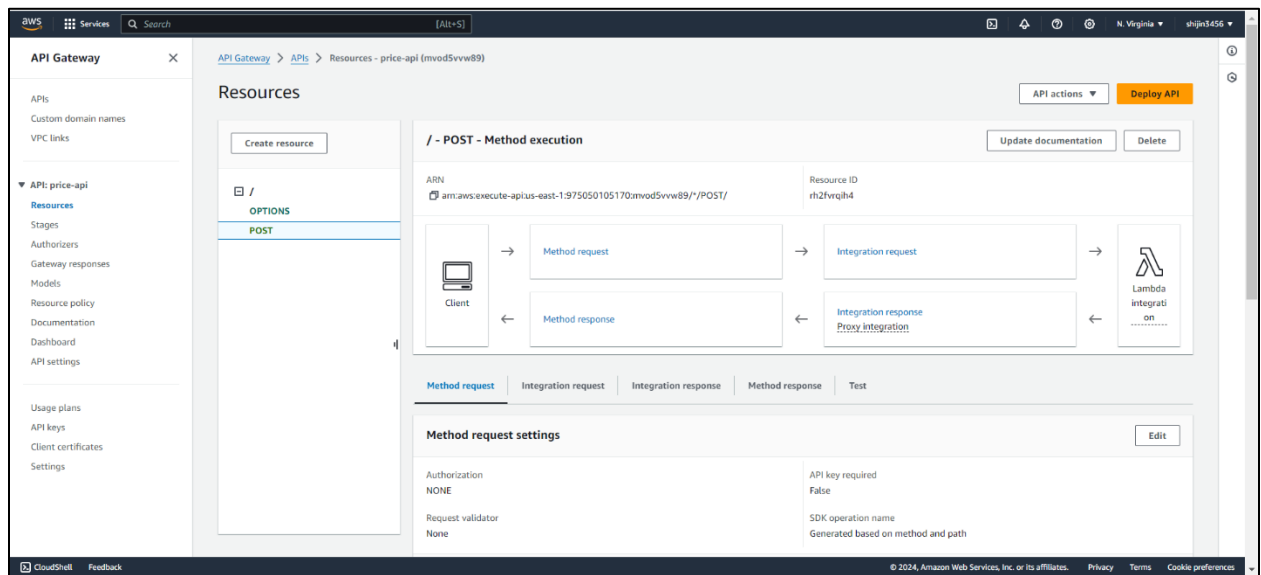 aws
Services
Search
[Alt+S]
N. Virginia ▼
shijin3456 ▼
API Gateway
APIs
Custom domain names
VPC links
▼ API: price-api
Resources
Stages
Authorizers
Gateway responses
Models
Resource policy
Documentation
Dashboard
API settings
Usage plans
API keys
Client certificates
Settings
API Gateway > APIs > Resources - price-api (mvod5vvw89)
Resources
API actions ▼
Deploy API
Create resource
/
OPTIONS
POST
/ - POST - Method execution
Update documentation
Delete
ARN
arn:aws:execute-api:us-east-1:975050105170:mvod5vvw89/*/POST/
Resource ID
rh2fvrqih4
Client
Method request
Integration request
Method response
Integration response
Proxy integration
Lambda
integrati
on
Method request
Integration request
Integration response
Method response
Test
Method request settings
Edit
Authorization
NONE
API key required
False
Request validator
None
SDK operation name
Generated based on method and path
CloudShell
Feedback
© 2024, Amazon Web Services, Inc. or its affiliates.
Privacy
Terms
Cookie preferences